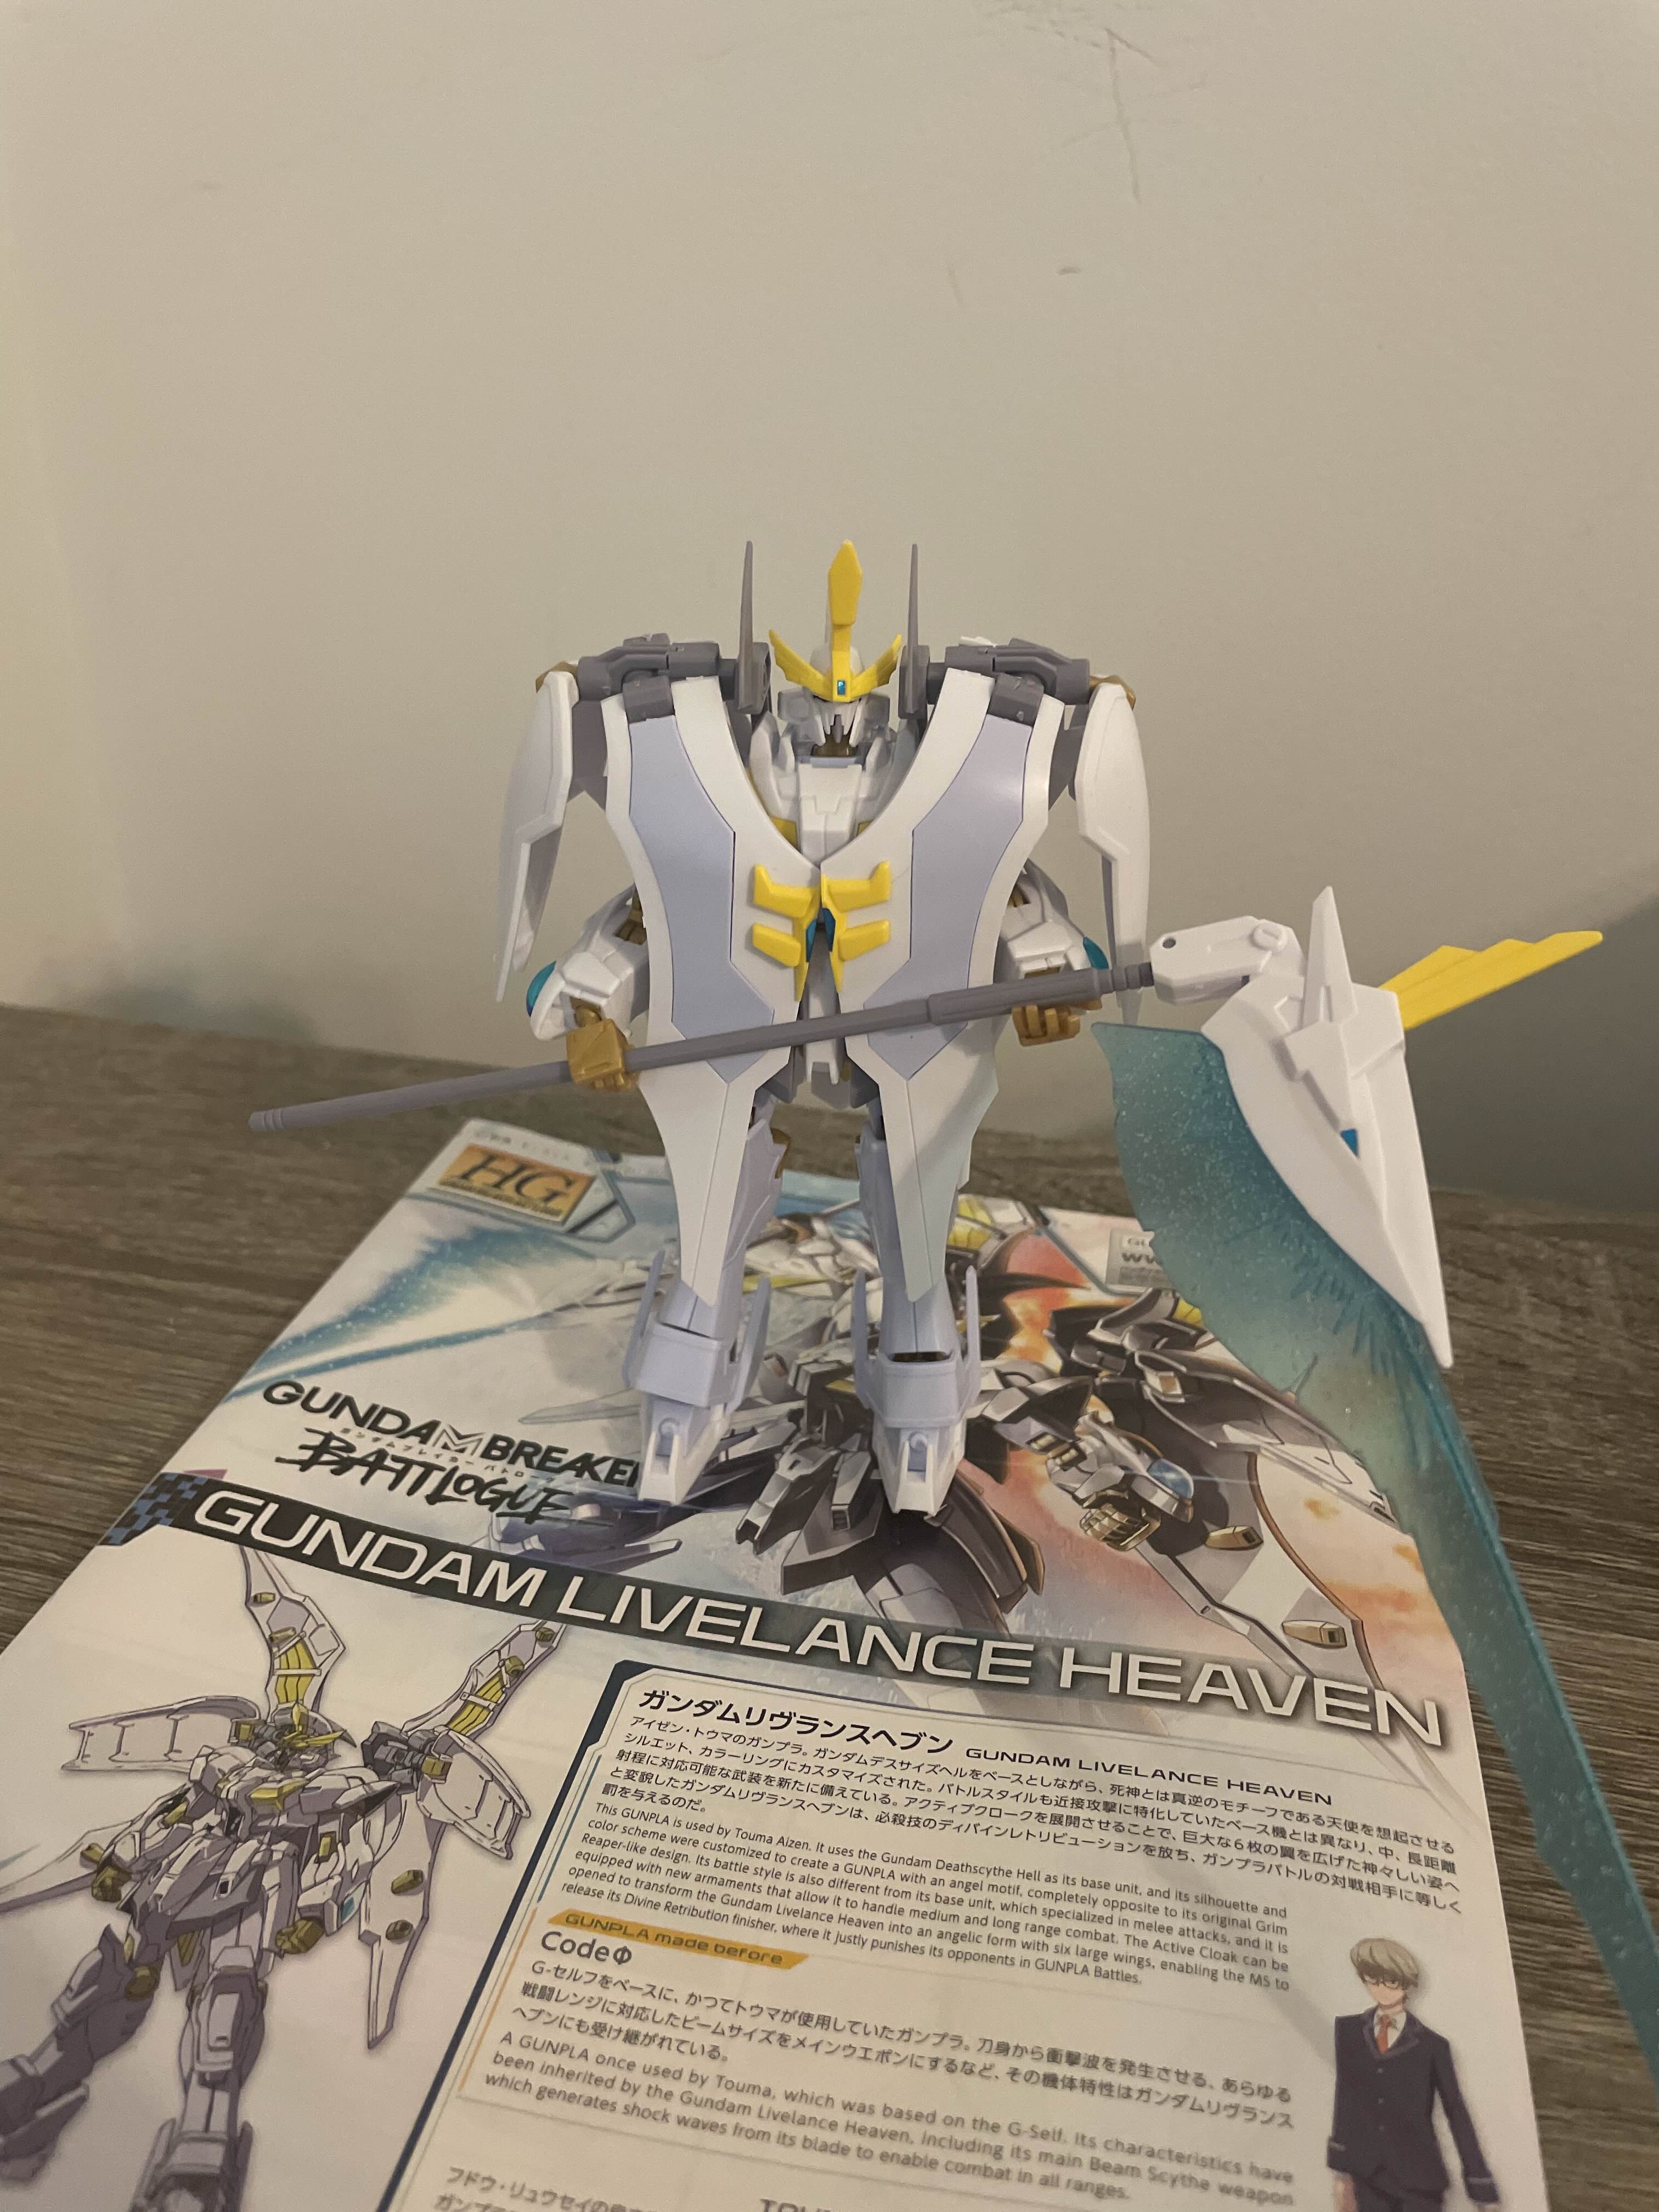 HG
GUNDAM BREAKER
ガンダムブレイカー バトローグ
BATTLOGUE
GUNDAM LIVELANCE HEAVEN
ガンダムリヴランスヘブン GUNDAM LIVELANCE HEAVEN
アイゼン・トウマのガンプラ。ガンダムデスサイズヘルをベースとしながら、死神とは真逆のモチーフである天使を想起させる
シルエット、カラーリングにカスタマイズされた。バトルスタイルも近接攻撃に特化していたベース機とは異なり、中、長距離
射程に対応可能な武装を新たに備えている。アクティブクロークを展開させることで、巨大な6枚の翼を広げた神々しい姿へ
と変貌したガンダムリヴランスヘブンは、必殺技のディバインレトリビューションを放ち、ガンプラバトルの対戦相手に等しく
罰を与えるのだ。
This GUNPLA is used by Touma Aizen. It uses the Gundam Deathscythe Hell as its base unit, and its silhouette and
color scheme were customized to create a GUNPLA with an angel motif, completely opposite to its original Grim
Reaper-like design. Its battle style is also different from its base unit, which specialized in melee attacks, and it is
equipped with new armaments that allow it to handle medium and long range combat. The Active Cloak can be
opened to transform the Gundam Livelance Heaven into an angelic form with six large wings, enabling the MS to
release its Divine Retribution finisher, where it justly punishes its opponents in GUNPLA Battles.
GUNPLA made before
CodeΦ
G-セルフをベースに、かつてトウマが使用していたガンプラ。刀身から衝撃波を発生させる、あらゆる
戦闘レンジに対応したビームサイズをメインウエポンにするなど、その機体特性はガンダムリヴランス
ヘブンにも受け継がれている。
A GUNPLA once used by Touma, which was based on the G-Self. Its characteristics have
been inherited by the Gundam Livelance Heaven, including its main Beam Scythe weapon
which generates shock waves from its blade to enable combat in all ranges.
フドウ・リュウセイの